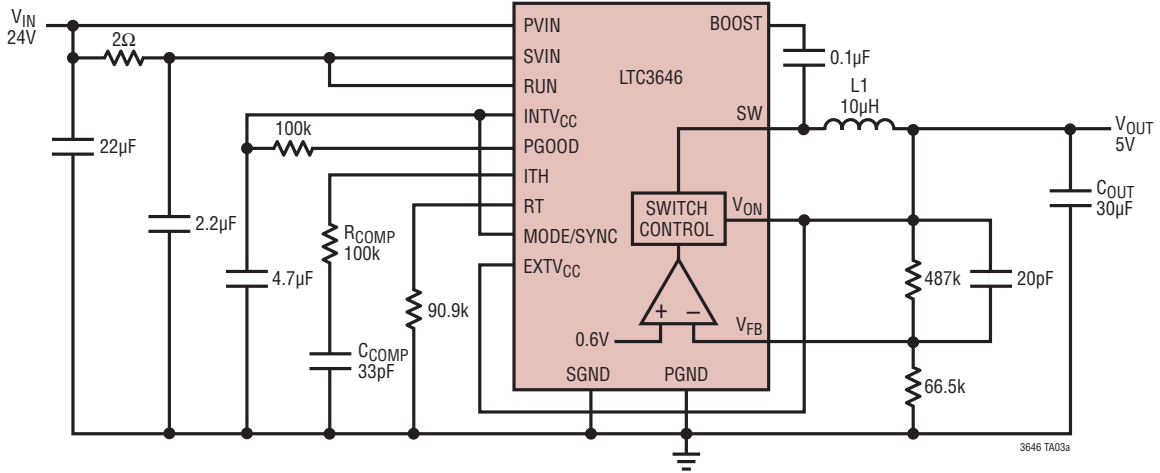 VIN
24V
2Ω
22µF
2.2µF
100k
4.7µF
RCOMP
100k
CCOMP
33pF
90.9k
PVIN
SVIN
RUN
INTVCC
PGOOD
ITH
RT
MODE/SYNC
EXTVCC
LTC3646
BOOST
SW
SWITCH
CONTROL
VON
+ –
0.6V
VFB
SGND PGND
0.1µF
L1
10µH
VOUT
5V
COUT
30µF
487k
20pF
66.5k
3646 TA03a